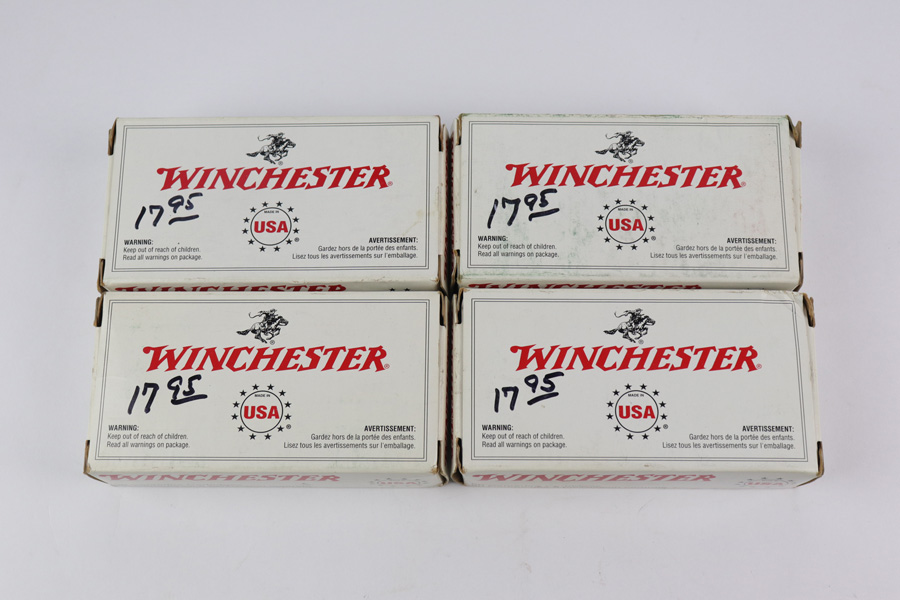 WINCHESTER®
17 95
MADE IN
USA
®
WARNING:
Keep out of reach of children.
Read all warnings on package.
AVERTISSEMENT:
Gardez hors de la portée des enfants.
Lisez tous les avertissements sur l'emballage.
WINCHESTER®
17 95
MADE IN
USA
®
WARNING:
Keep out of reach of children.
Read all warnings on package.
AVERTISSEMENT:
Gardez hors de la portée des enfants.
Lisez tous les avertissements sur l'emballage.
WINCHESTER
WINCHESTER
WINCHESTER®
17 95
MADE IN
USA
®
WARNING:
Keep out of reach of children.
Read all warnings on package.
AVERTISSEMENT:
Gardez hors de la portée des enfants.
Lisez tous les avertissements sur l'emballage.
WINCHESTER®
17 95
MADE IN
USA
®
WARNING:
Keep out of reach of children.
Read all warnings on package.
AVERTISSEMENT:
Gardez hors de la portée des enfants.
Lisez tous les avertissements sur l'emballage.
WINCHESTER
USA
WINCHESTER
USA